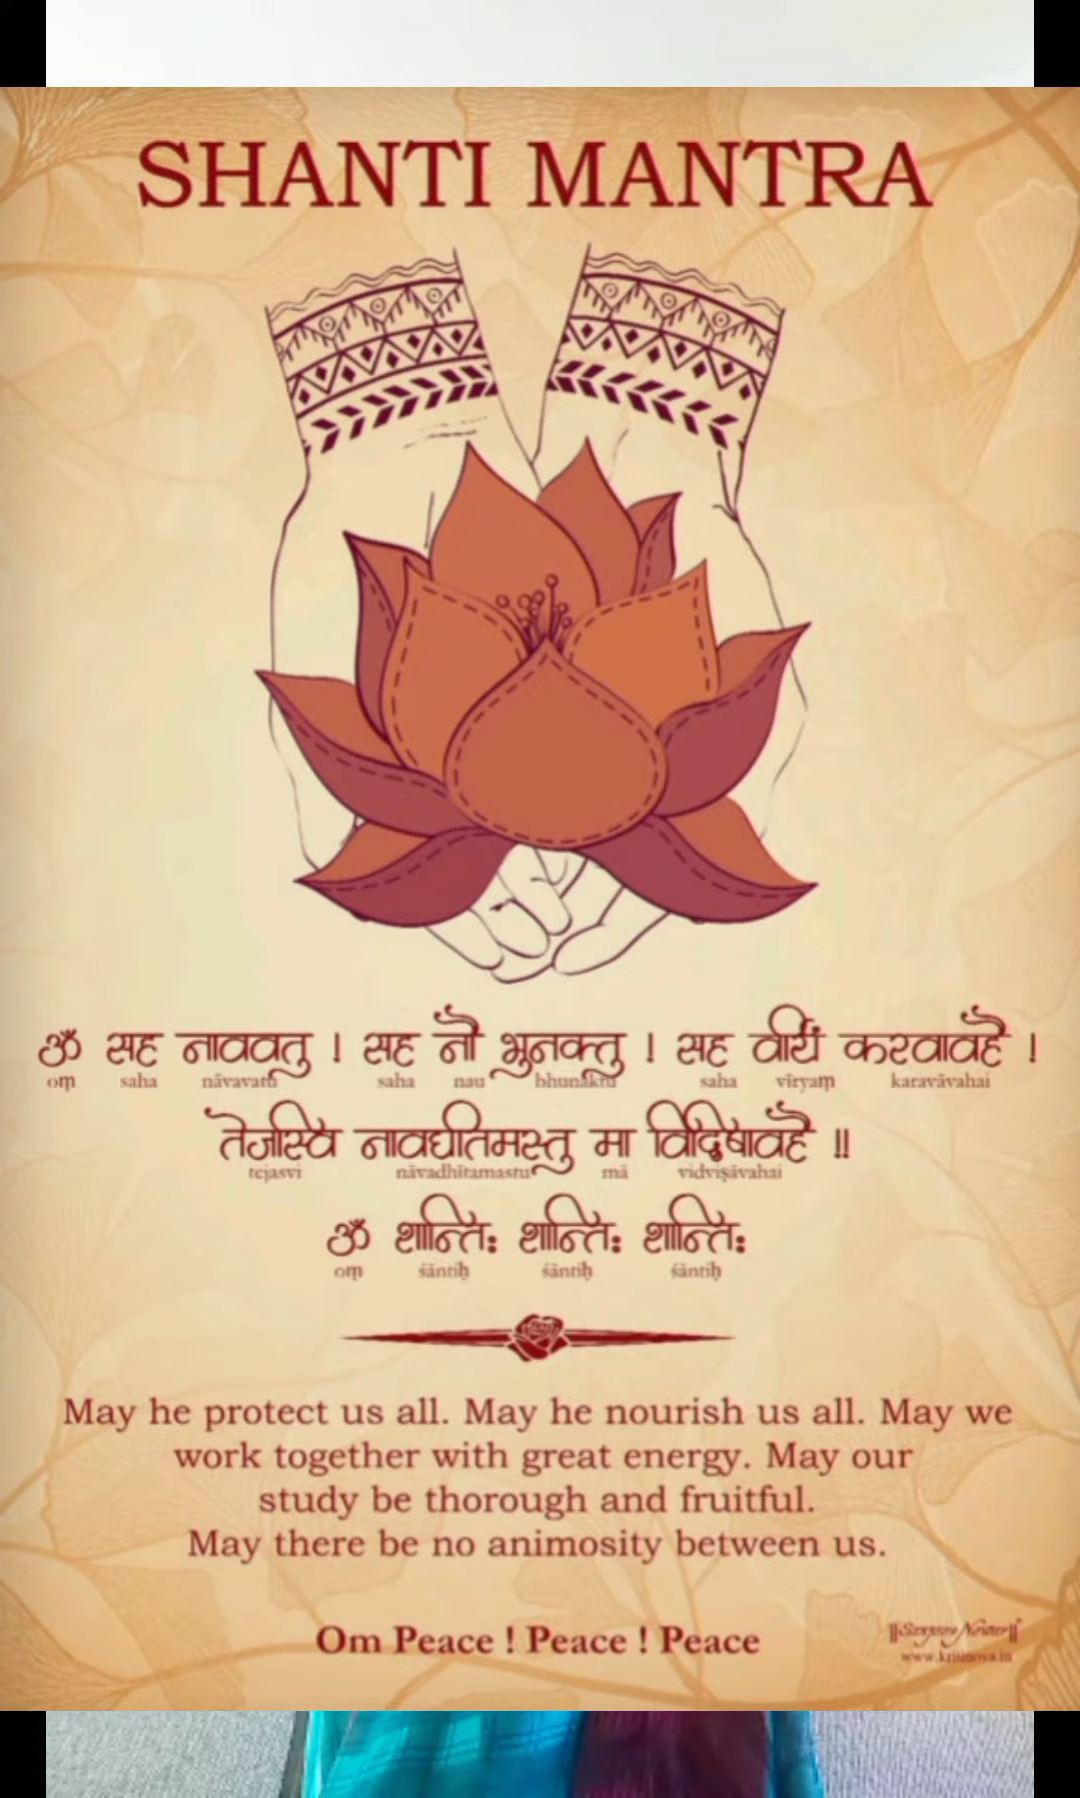 SHANTI MANTRA
ॐ सह नाववतु । सह नौ भुनक्तु । सह वीर्यं करवावहै ।
oṃ saha nāvavatu saha nau bhunaktu saha vīryaṃ karavāvahai
तेजस्वि नावधीतमस्तु मा विद्विषावहै ॥
tejasvi nāvadhītamastu mā vidviṣāvahai
ॐ शान्तिः शान्तिः शान्तिः
oṃ śāntiḥ śāntiḥ śāntiḥ
May he protect us all. May he nourish us all. May we
work together with great energy. May our
study be thorough and fruitful.
May there be no animosity between us.
Om Peace ! Peace ! Peace
www.kritinova.in